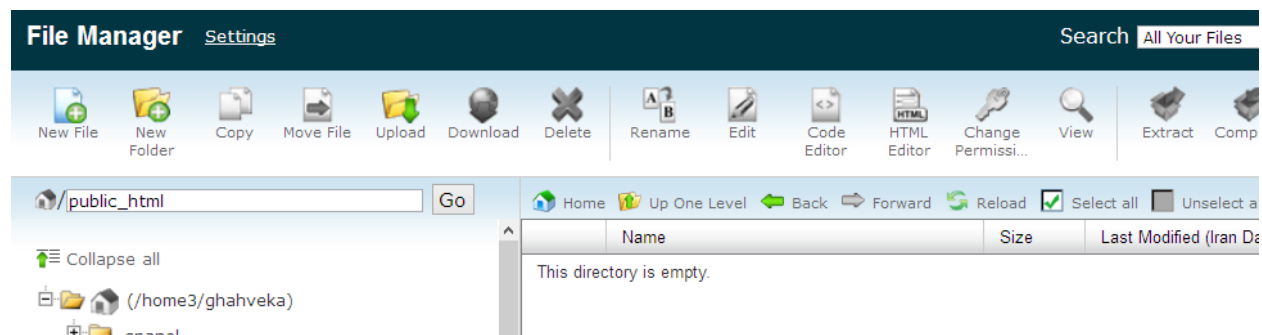 File Manager Settings Search All Your Files
New File New Folder Copy Move File Upload Download Delete Rename Edit Code Editor HTML Editor Change Permissi... View Extract Comp
/ public_html Go Home Up One Level Back Forward Reload Select all Unselect a
Name Size Last Modified (Iran Da
Collapse all This directory is empty.
(/home3/ghahveka)